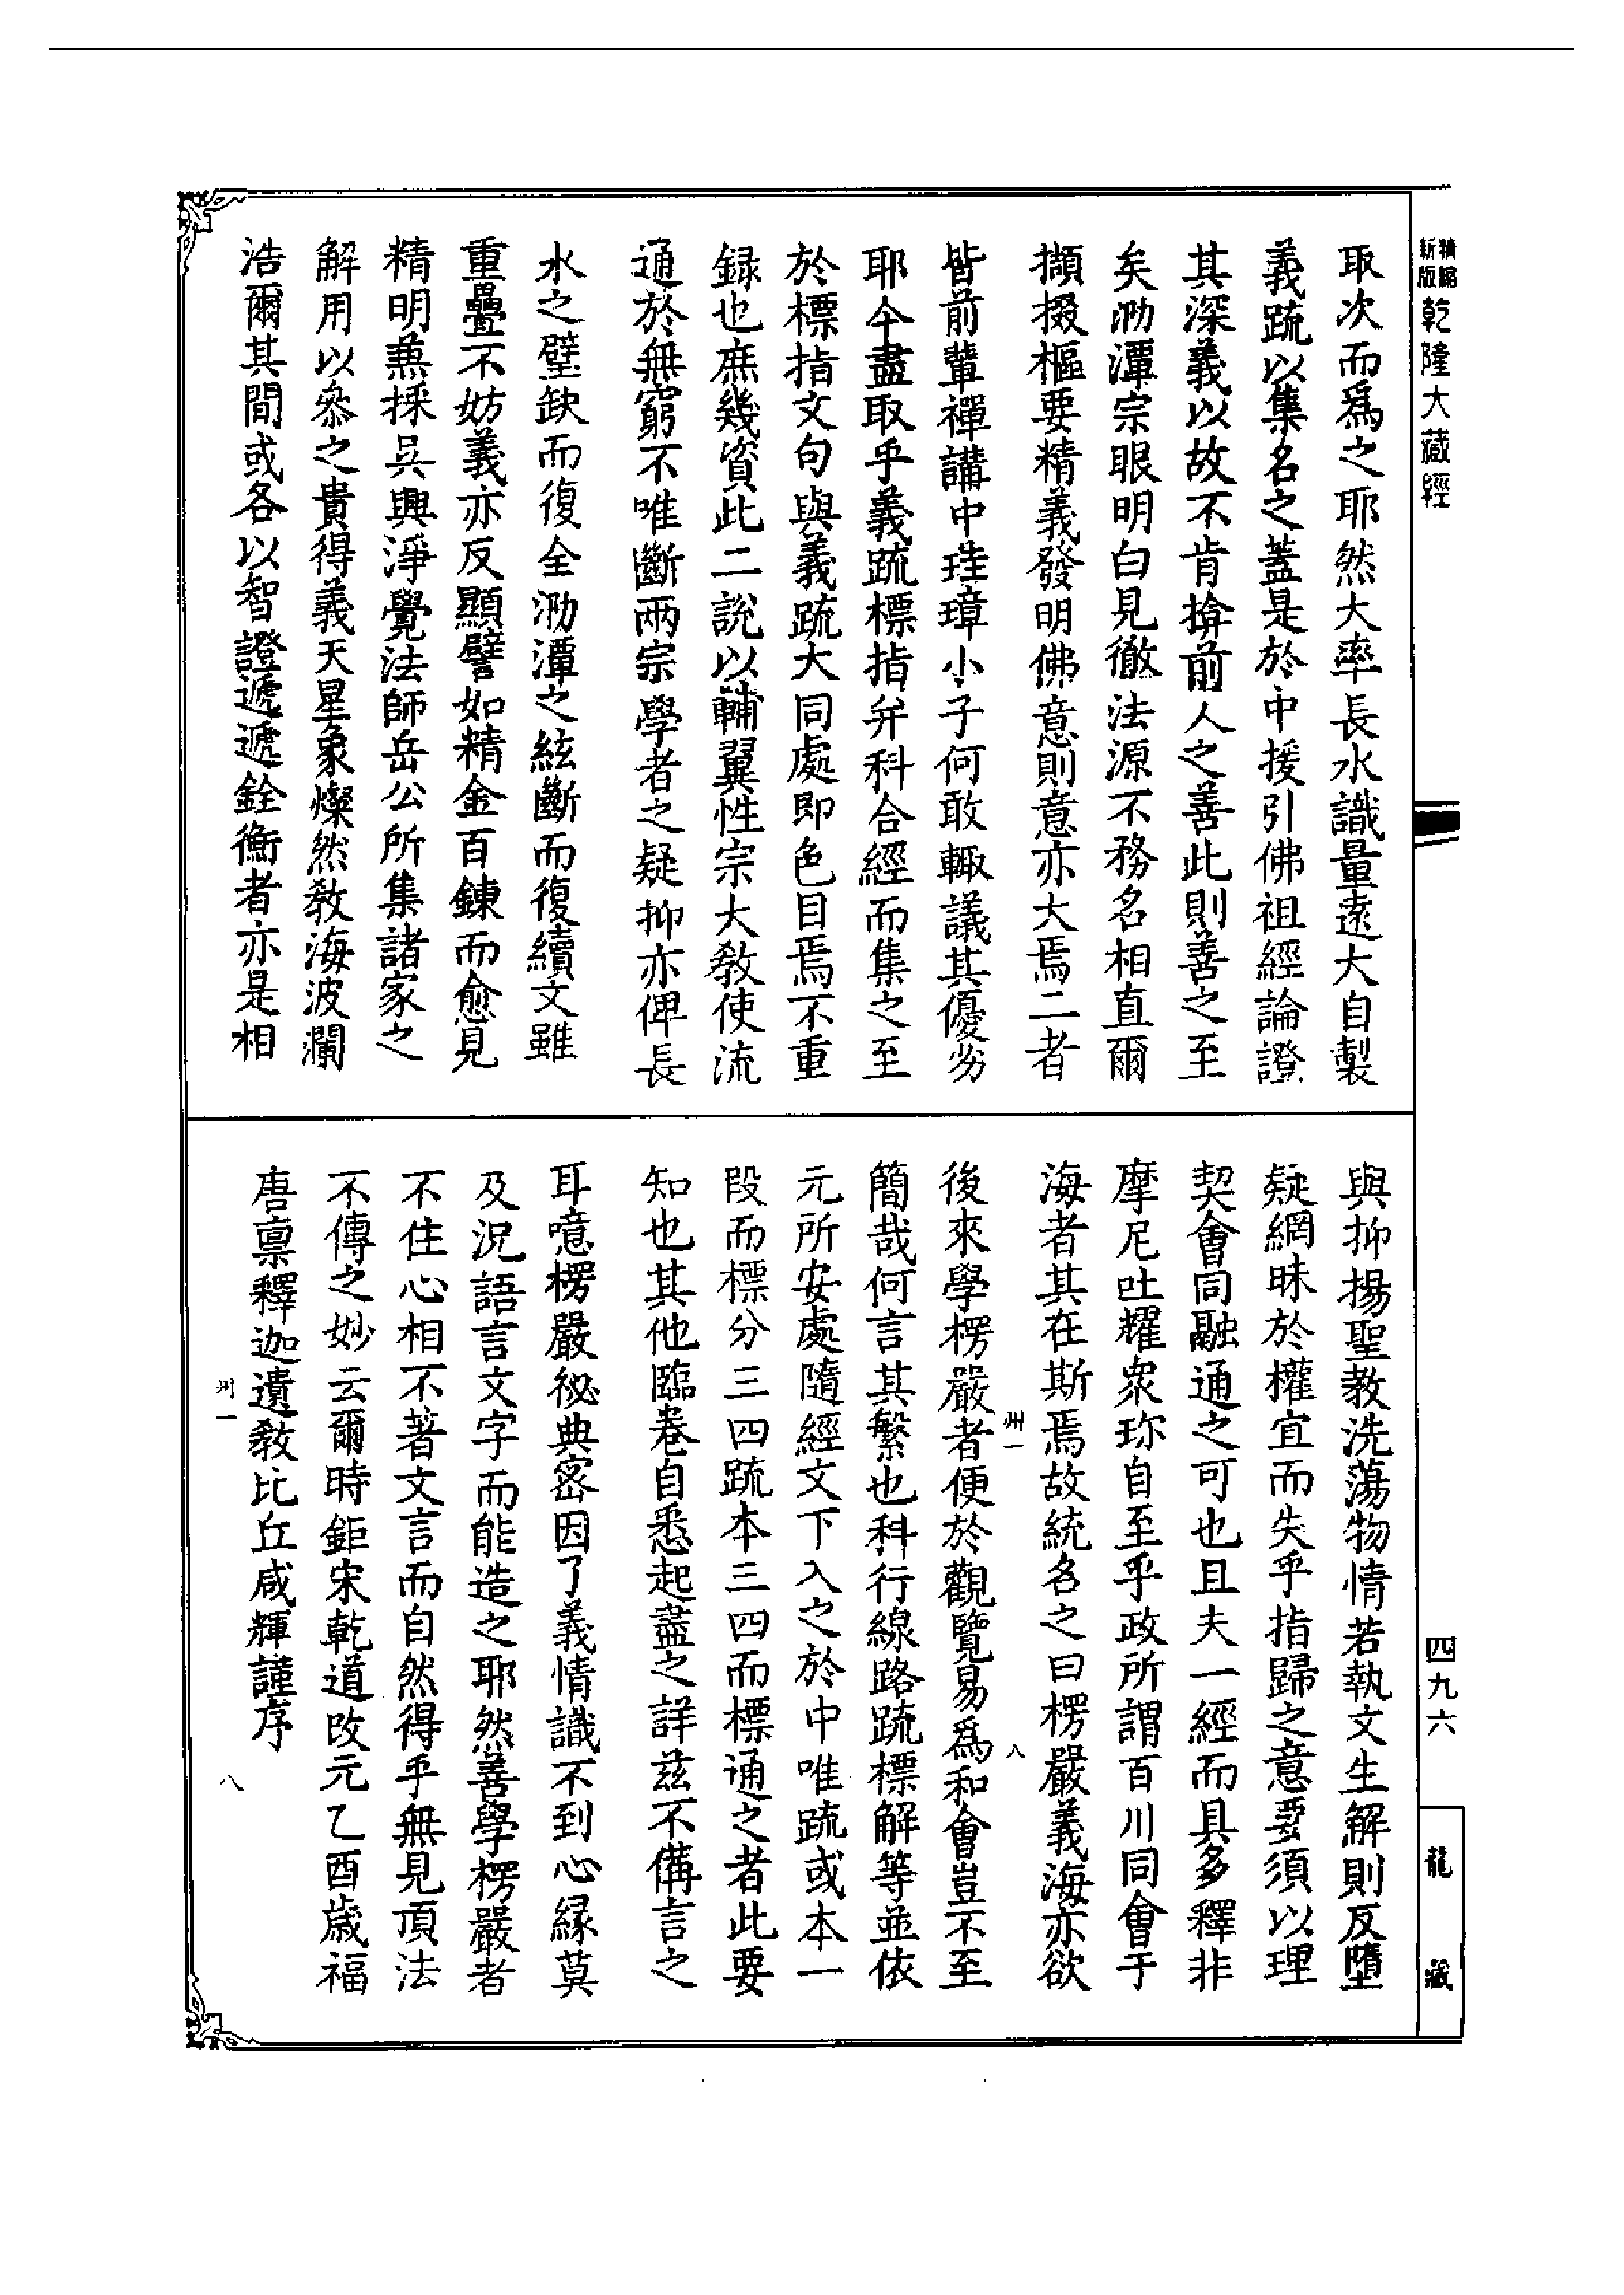 精縮新版乾隆大藏經
取次而爲之耶然大率長水識量遠大自製
義疏以集名之蓋是於中援引佛祖經論證
其深義以故不肯揜前人之善此則善之至
矣泐潭宗眼明白見徹法源不務名相直爾
擷掇樞要精義發明佛意則意亦大焉二者
皆前輩禪講中珪璋小子何敢輙議其優劣
耶今盡取乎義疏標指幷科合經而集之至
於標指文句與義疏大同處即色目焉不重
録也庶幾資此二說以輔翼性宗大教使流
通於無窮不唯斷兩宗學者之疑抑亦俾長
水之璧缺而復全泐潭之絃斷而復續文雖
重疊不妨義亦反顯譬如精金百鍊而愈見
精明兼採吳興淨覺法師岳公所集諸家之
解用以叅之貴得義天星象燦然教海波瀾
浩爾其間或各以智證遞遞銓衡者亦是相
與抑揚聖教洗蕩物情若執文生解則反墮
疑網昧於權宜而失乎指歸之意要須以理
契會同融通之可也且夫一經而具多釋非
摩尼吐耀衆珎自至乎政所謂百川同會于
海者其在斯焉故統名之曰楞嚴義海亦欲
州一
八
後來學楞嚴者便於觀覽易爲和會豈不至
簡哉何言其繁也科行線路疏標解等並依
元所安處隨經文下入之於中唯疏或本一
段而標分三四疏本三四而標通之者此要
知也其他臨卷自悉起盡之詳茲不備言之
耳噫楞嚴祕典密因了義情識不到心緣莫
及況語言文字而能造之耶然善學楞嚴者
不住心相不著文言而自然得乎無見頂法
不傳之妙云爾時鉅宋乾道改元乙酉歲福
唐禀釋迦遺教比丘咸輝謹序
州一
八
四九六
龍藏